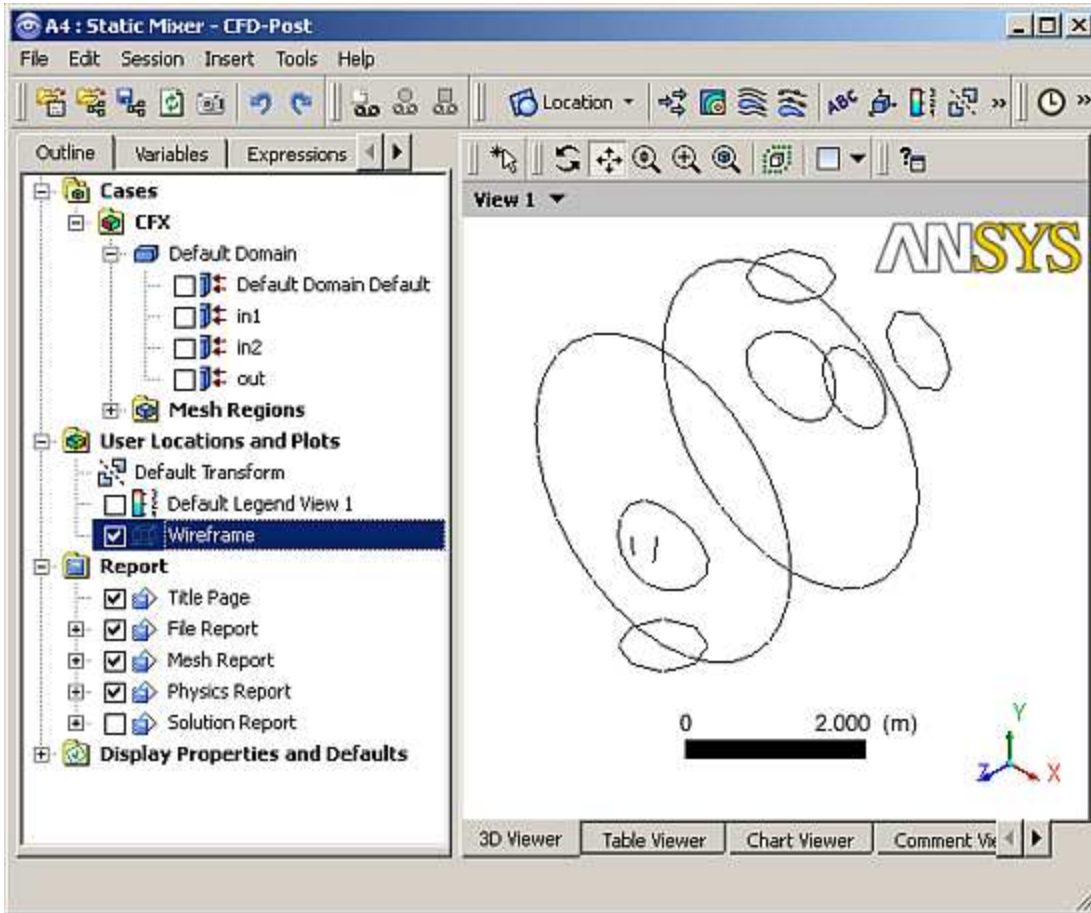 A4 : Static Mixer - CFD-Post
File Edit Session Insert Tools Help
Location
ABC
Outline Variables Expressions
Cases
CFX
Default Domain
Default Domain Default
in1
in2
out
Mesh Regions
User Locations and Plots
Default Transform
Default Legend View 1
Wireframe
Report
Title Page
File Report
Mesh Report
Physics Report
Solution Report
Display Properties and Defaults
View 1
ANSYS
0 2.000 (m)
Y
Z X
3D Viewer Table Viewer Chart Viewer Comment Vie